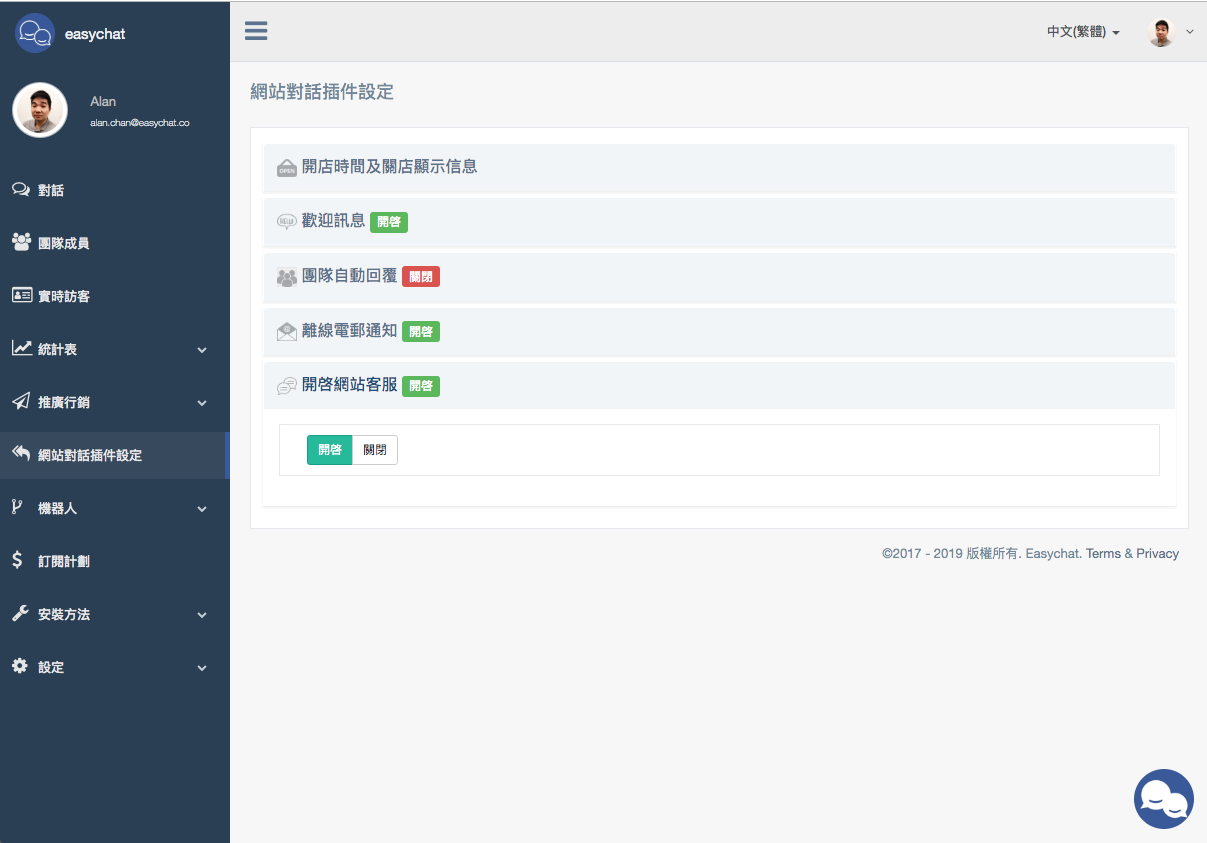 easychat
中文(繁體)
Alan
alan.chan@easychat.co
網站對話插件設定
對話
團隊成員
實時訪客
統計表
推廣行銷
網站對話插件設定
機器人
訂閱計劃
安裝方法
設定
OPEN
開店時間及關店顯示信息
歡迎訊息 開啓
團隊自動回覆 關閉
離線電郵通知 開啓
開啓網站客服 開啓
開啓 關閉
©2017 - 2019 版權所有. Easychat. Terms & Privacy